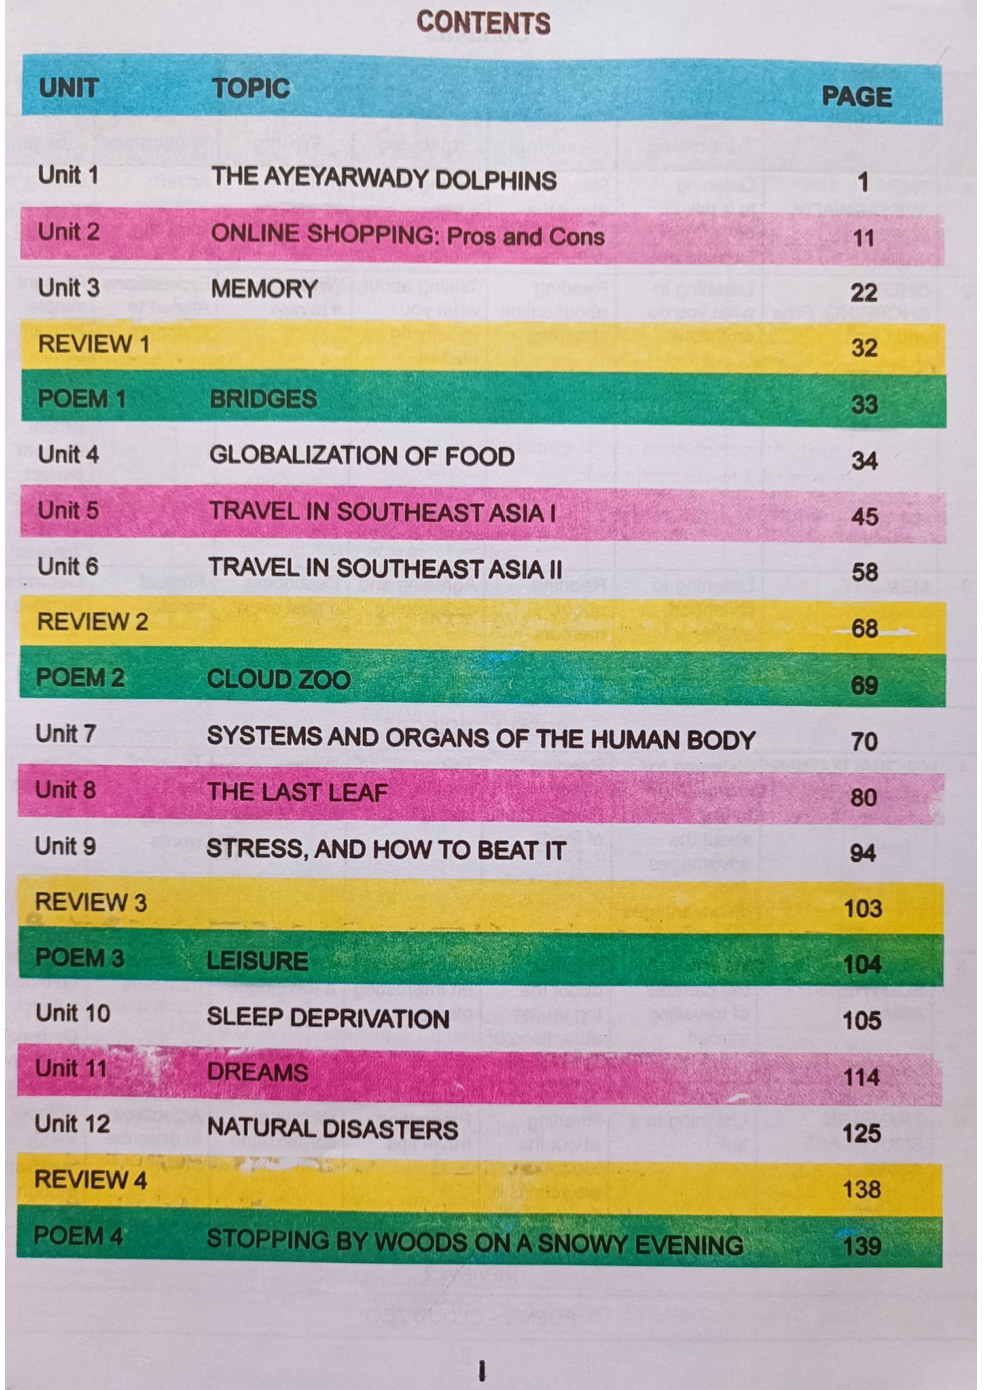 CONTENTS
UNIT TOPIC PAGE
Unit 1 THE AYEYARWADY DOLPHINS 1
Unit 2 ONLINE SHOPPING: Pros and Cons 11
Unit 3 MEMORY 22
REVIEW 1 32
POEM 1 BRIDGES 33
Unit 4 GLOBALIZATION OF FOOD 34
Unit 5 TRAVEL IN SOUTHEAST ASIA I 45
Unit 6 TRAVEL IN SOUTHEAST ASIA II 58
REVIEW 2 68
POEM 2 CLOUD ZOO 69
Unit 7 SYSTEMS AND ORGANS OF THE HUMAN BODY 70
Unit 8 THE LAST LEAF 80
Unit 9 STRESS, AND HOW TO BEAT IT 94
REVIEW 3 103
POEM 3 LEISURE 104
Unit 10 SLEEP DEPRIVATION 105
Unit 11 DREAMS 114
Unit 12 NATURAL DISASTERS 125
REVIEW 4 138
POEM 4 STOPPING BY WOODS ON A SNOWY EVENING 139
I